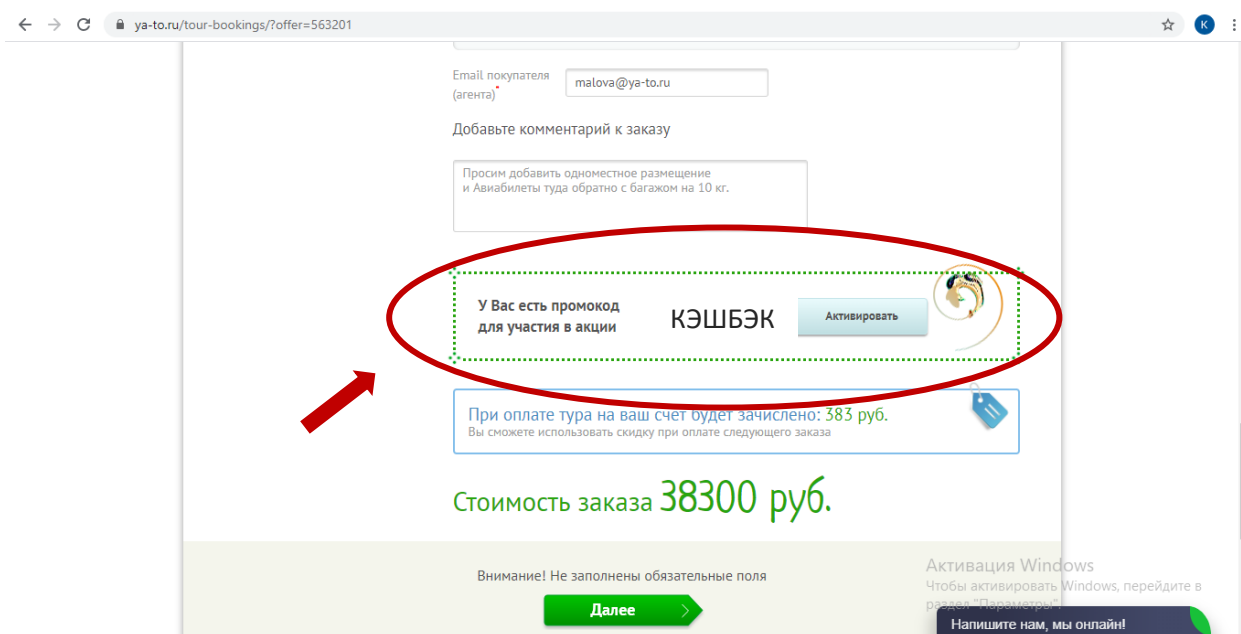 ya-to.ru/tour-bookings/?offer=563201
К
Email покупателя
(агента)*
malova@ya-to.ru
Добавьте комментарий к заказу
Просим добавить одноместное размещение
и Авиабилеты туда обратно с багажом на 10 кг.
У Вас есть промокод
для участия в акции
КЭШБЭК
Активировать
При оплате тура на ваш счет будет зачислено: 383 руб.
Вы сможете использовать скидку при оплате следующего заказа
Стоимость заказа 38300 руб.
Внимание! Не заполнены обязательные поля
Далее
Активация Windows
Чтобы активировать Windows, перейдите в
раздел "Параметры".
Напишите нам, мы онлайн!